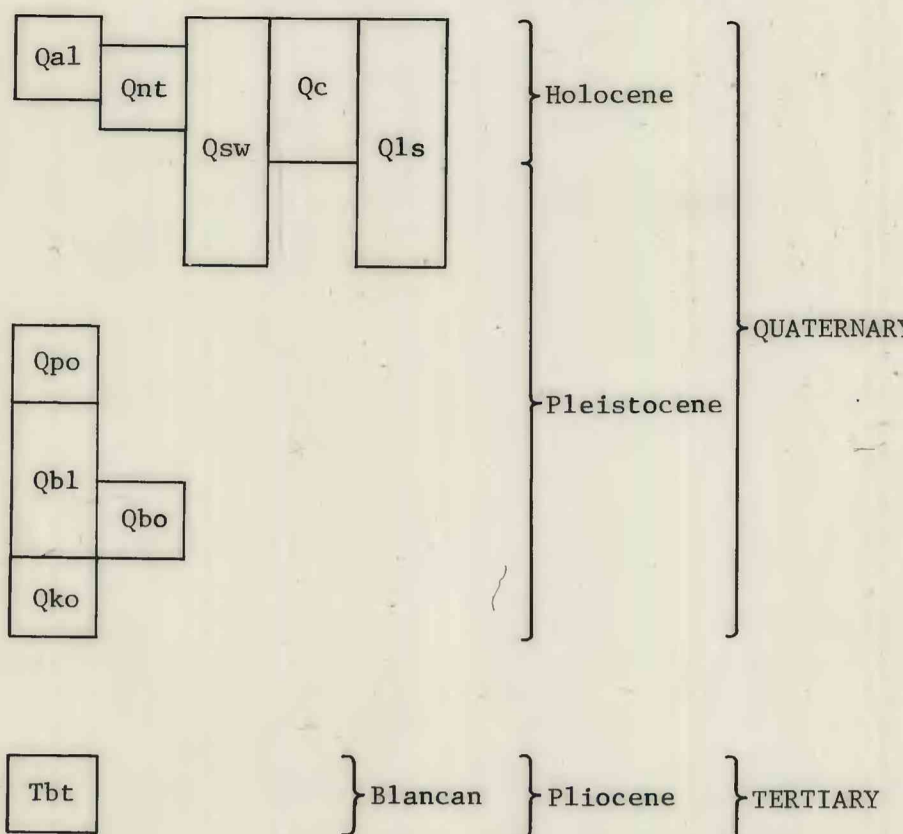 Qal
Qnt
Qsw
Qc
Qls
Holocene
Qpo
Qbl
Qbo
Qko
Pleistocene
QUATERNARY
Tbt
Blancan
Pliocene
TERTIARY